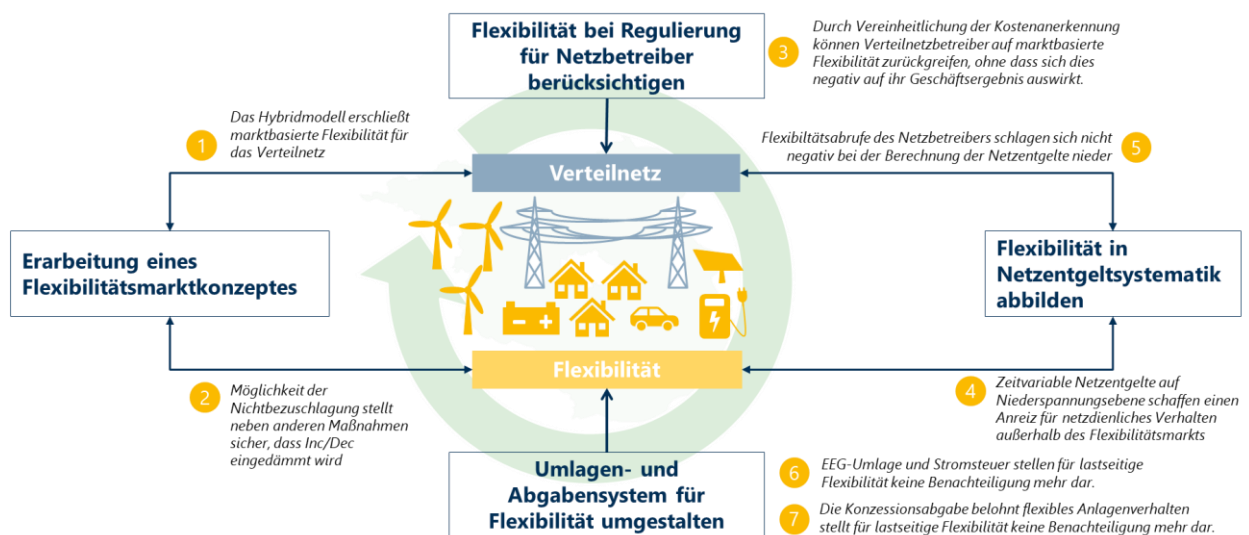 Flexibilität bei Regulierung
für Netzbetreiber
berücksichtigen
3
Durch Vereinheitlichung der Kostenanerkennung
können Verteilnetzbetreiber auf marktbasierte
Flexibilität zurückgreifen, ohne dass sich dies
negativ auf ihr Geschäftsergebnis auswirkt.
1
Das Hybridmodell erschließt
marktbasierte Flexibilität für
das Verteilnetz
Flexibiltätsabrufe des Netzbetreibers schlagen sich nicht
negativ bei der Berechnung der Netzentgelte nieder
5
Verteilnetz
Erarbeitung eines
Flexibilitätsmarktkonzeptes
Flexibilität in
Netzentgeltsystematik
abbilden
Flexibilität
2
Möglichkeit der
Nichtbezuschlagung stellt
neben anderen Maßnahmen
sicher, dass Inc/Dec
eingedämmt wird
4
Zeitvariable Netzentgelte auf
Niederspannungsebene schaffen einen
Anreiz für netzdienliches Verhalten
außerhalb des Flexibilitätsmarkts
Umlagen- und
Abgabensystem für
Flexibilität umgestalten
6
EEG-Umlage und Stromsteuer stellen für lastseitige
Flexibilität keine Benachteiligung mehr dar.
7
Die Konzessionsabgabe belohnt flexibles Anlagenverhalten
stellt für lastseitige Flexibilität keine Benachteiligung mehr dar.